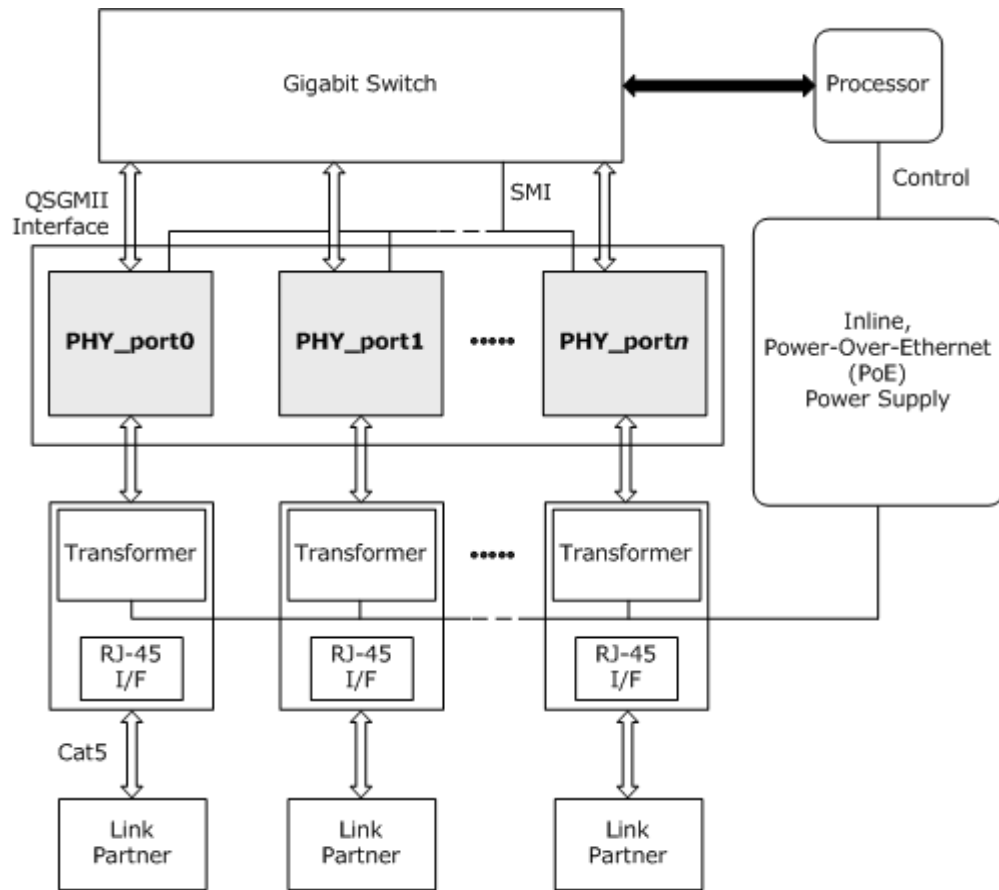 Gigabit Switch
Processor
QSGMII
Interface
SMI
Control
PHY_port0
PHY_port1
PHY_portn
Inline,
Power-Over-Ethernet
(PoE)
Power Supply
Transformer
Transformer
Transformer
RJ-45
I/F
RJ-45
I/F
RJ-45
I/F
Cat5
Link
Partner
Link
Partner
Link
Partner